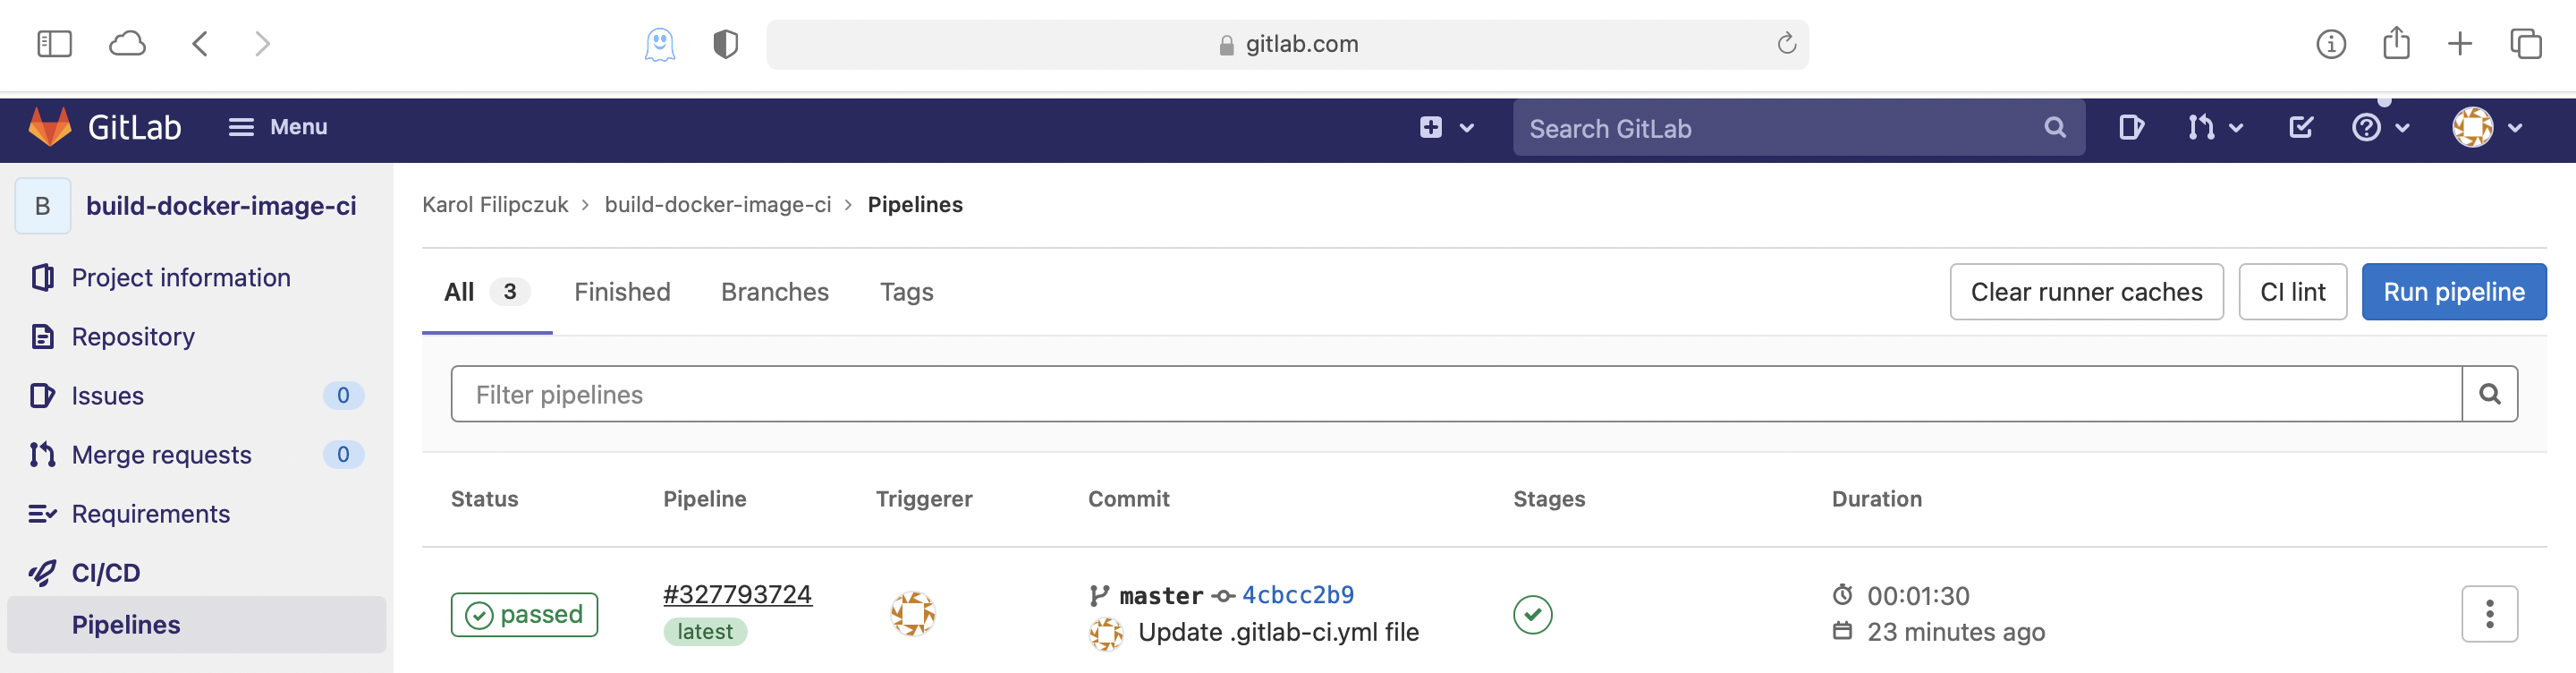 gitlab.com
GitLab
Menu
Search GitLab
B
build-docker-image-ci
Project information
Repository
Issues 0
Merge requests 0
Requirements
CI/CD
Pipelines
Karol Filipczuk > build-docker-image-ci > Pipelines
All 3 Finished Branches Tags
Clear runner caches CI lint Run pipeline
Filter pipelines
Status Pipeline Triggerer Commit Stages Duration
passed
#327793724
latest
master 4cbcc2b9
Update .gitlab-ci.yml file
00:01:30
23 minutes ago